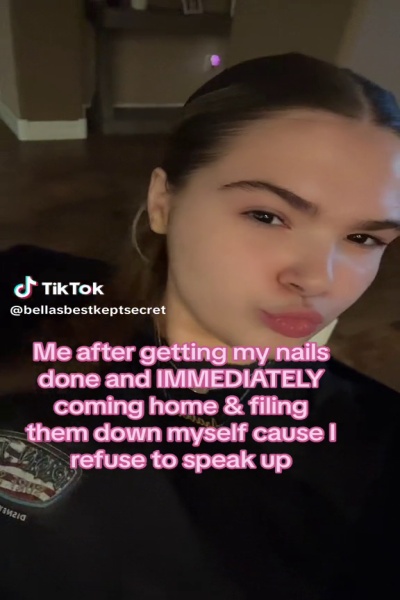 TikTok
@bellasbestkeptsecret
Me after getting my nails
done and IMMEDIATELY
coming home & filing
them down myself cause I
refuse to speak up